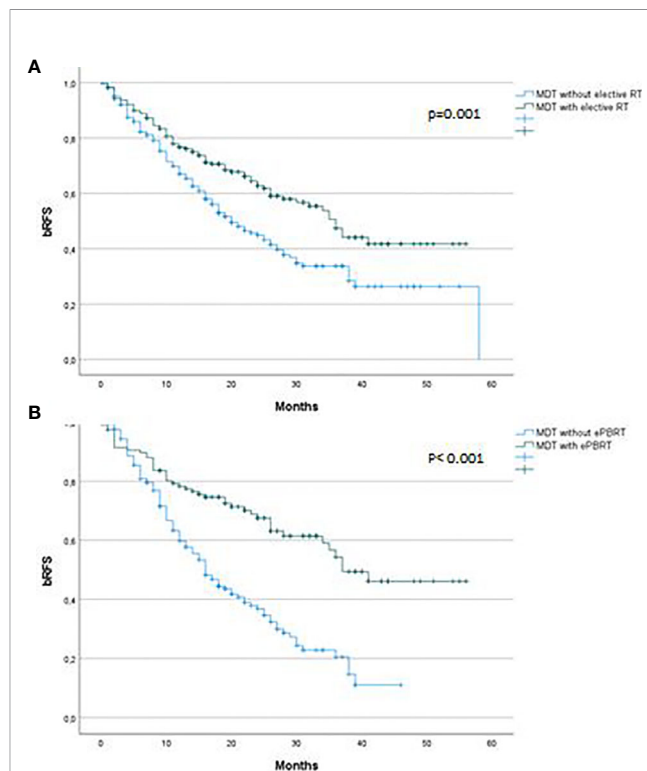 A
MDT without elective RT
MDT with elective RT
p=0.001
1,0
0,8
0,6
0,4
0,2
0,0
bRFS
0 10 20 30 40 50 60
Months
B
MDT without ePBRT
MDT with ePBRT
P< 0.001
0,8
0,6
0,4
0,2
0,0
bRFS
0 10 20 30 40 50 60
Months